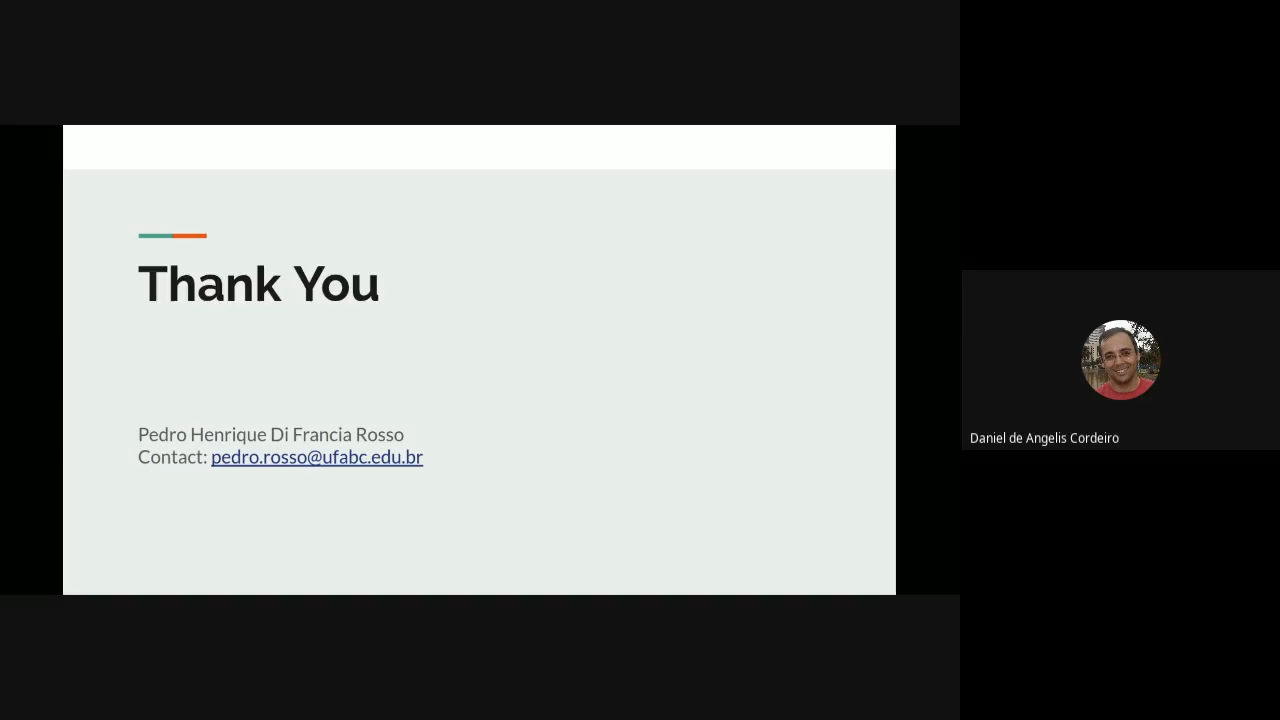 Thank You
Pedro Henrique Di Francia Rosso
Contact: pedro.rosso@ufabc.edu.br
Daniel de Angelis Cordeiro